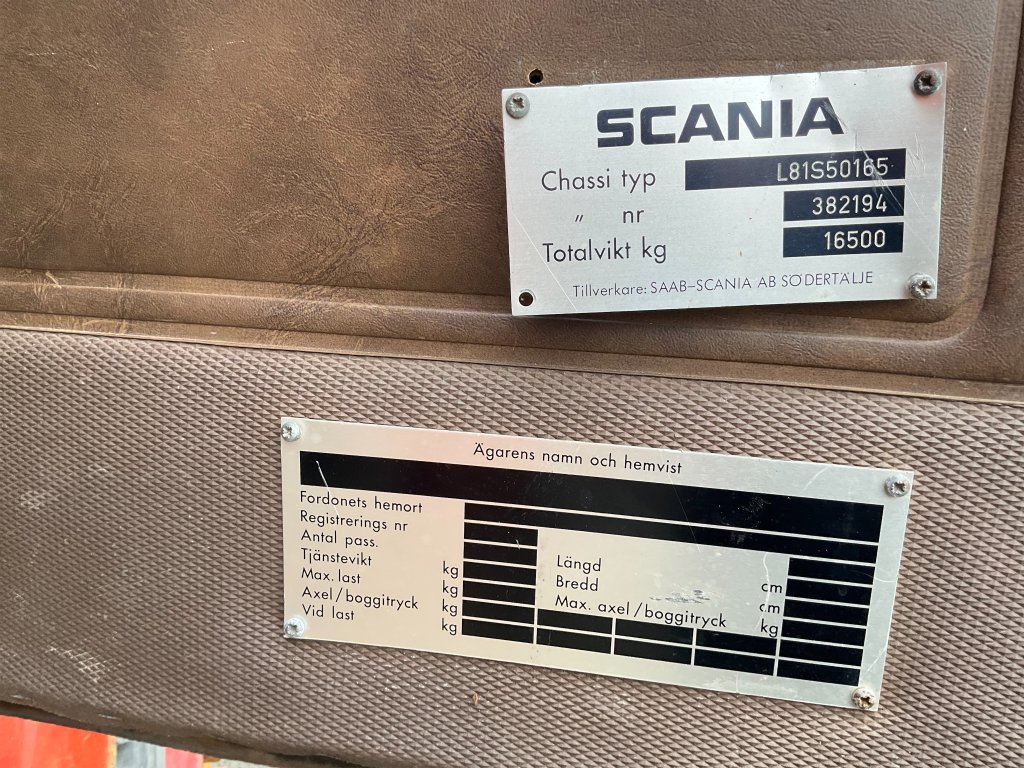 SCANIA
Chassi typ L81S50165
" nr 382194
Totalvikt kg 16500
Tillverkare: SAAB-SCANIA AB SÖDERTÄLJE
Ägarens namn och hemvist
Fordonets hemort
Registrerings nr
Antal pass.
Tjänstevikt kg
Max. last kg
Axel/boggitryck kg
Vid last kg
Längd cm
Bredd cm
Max. axel/boggitryck kg